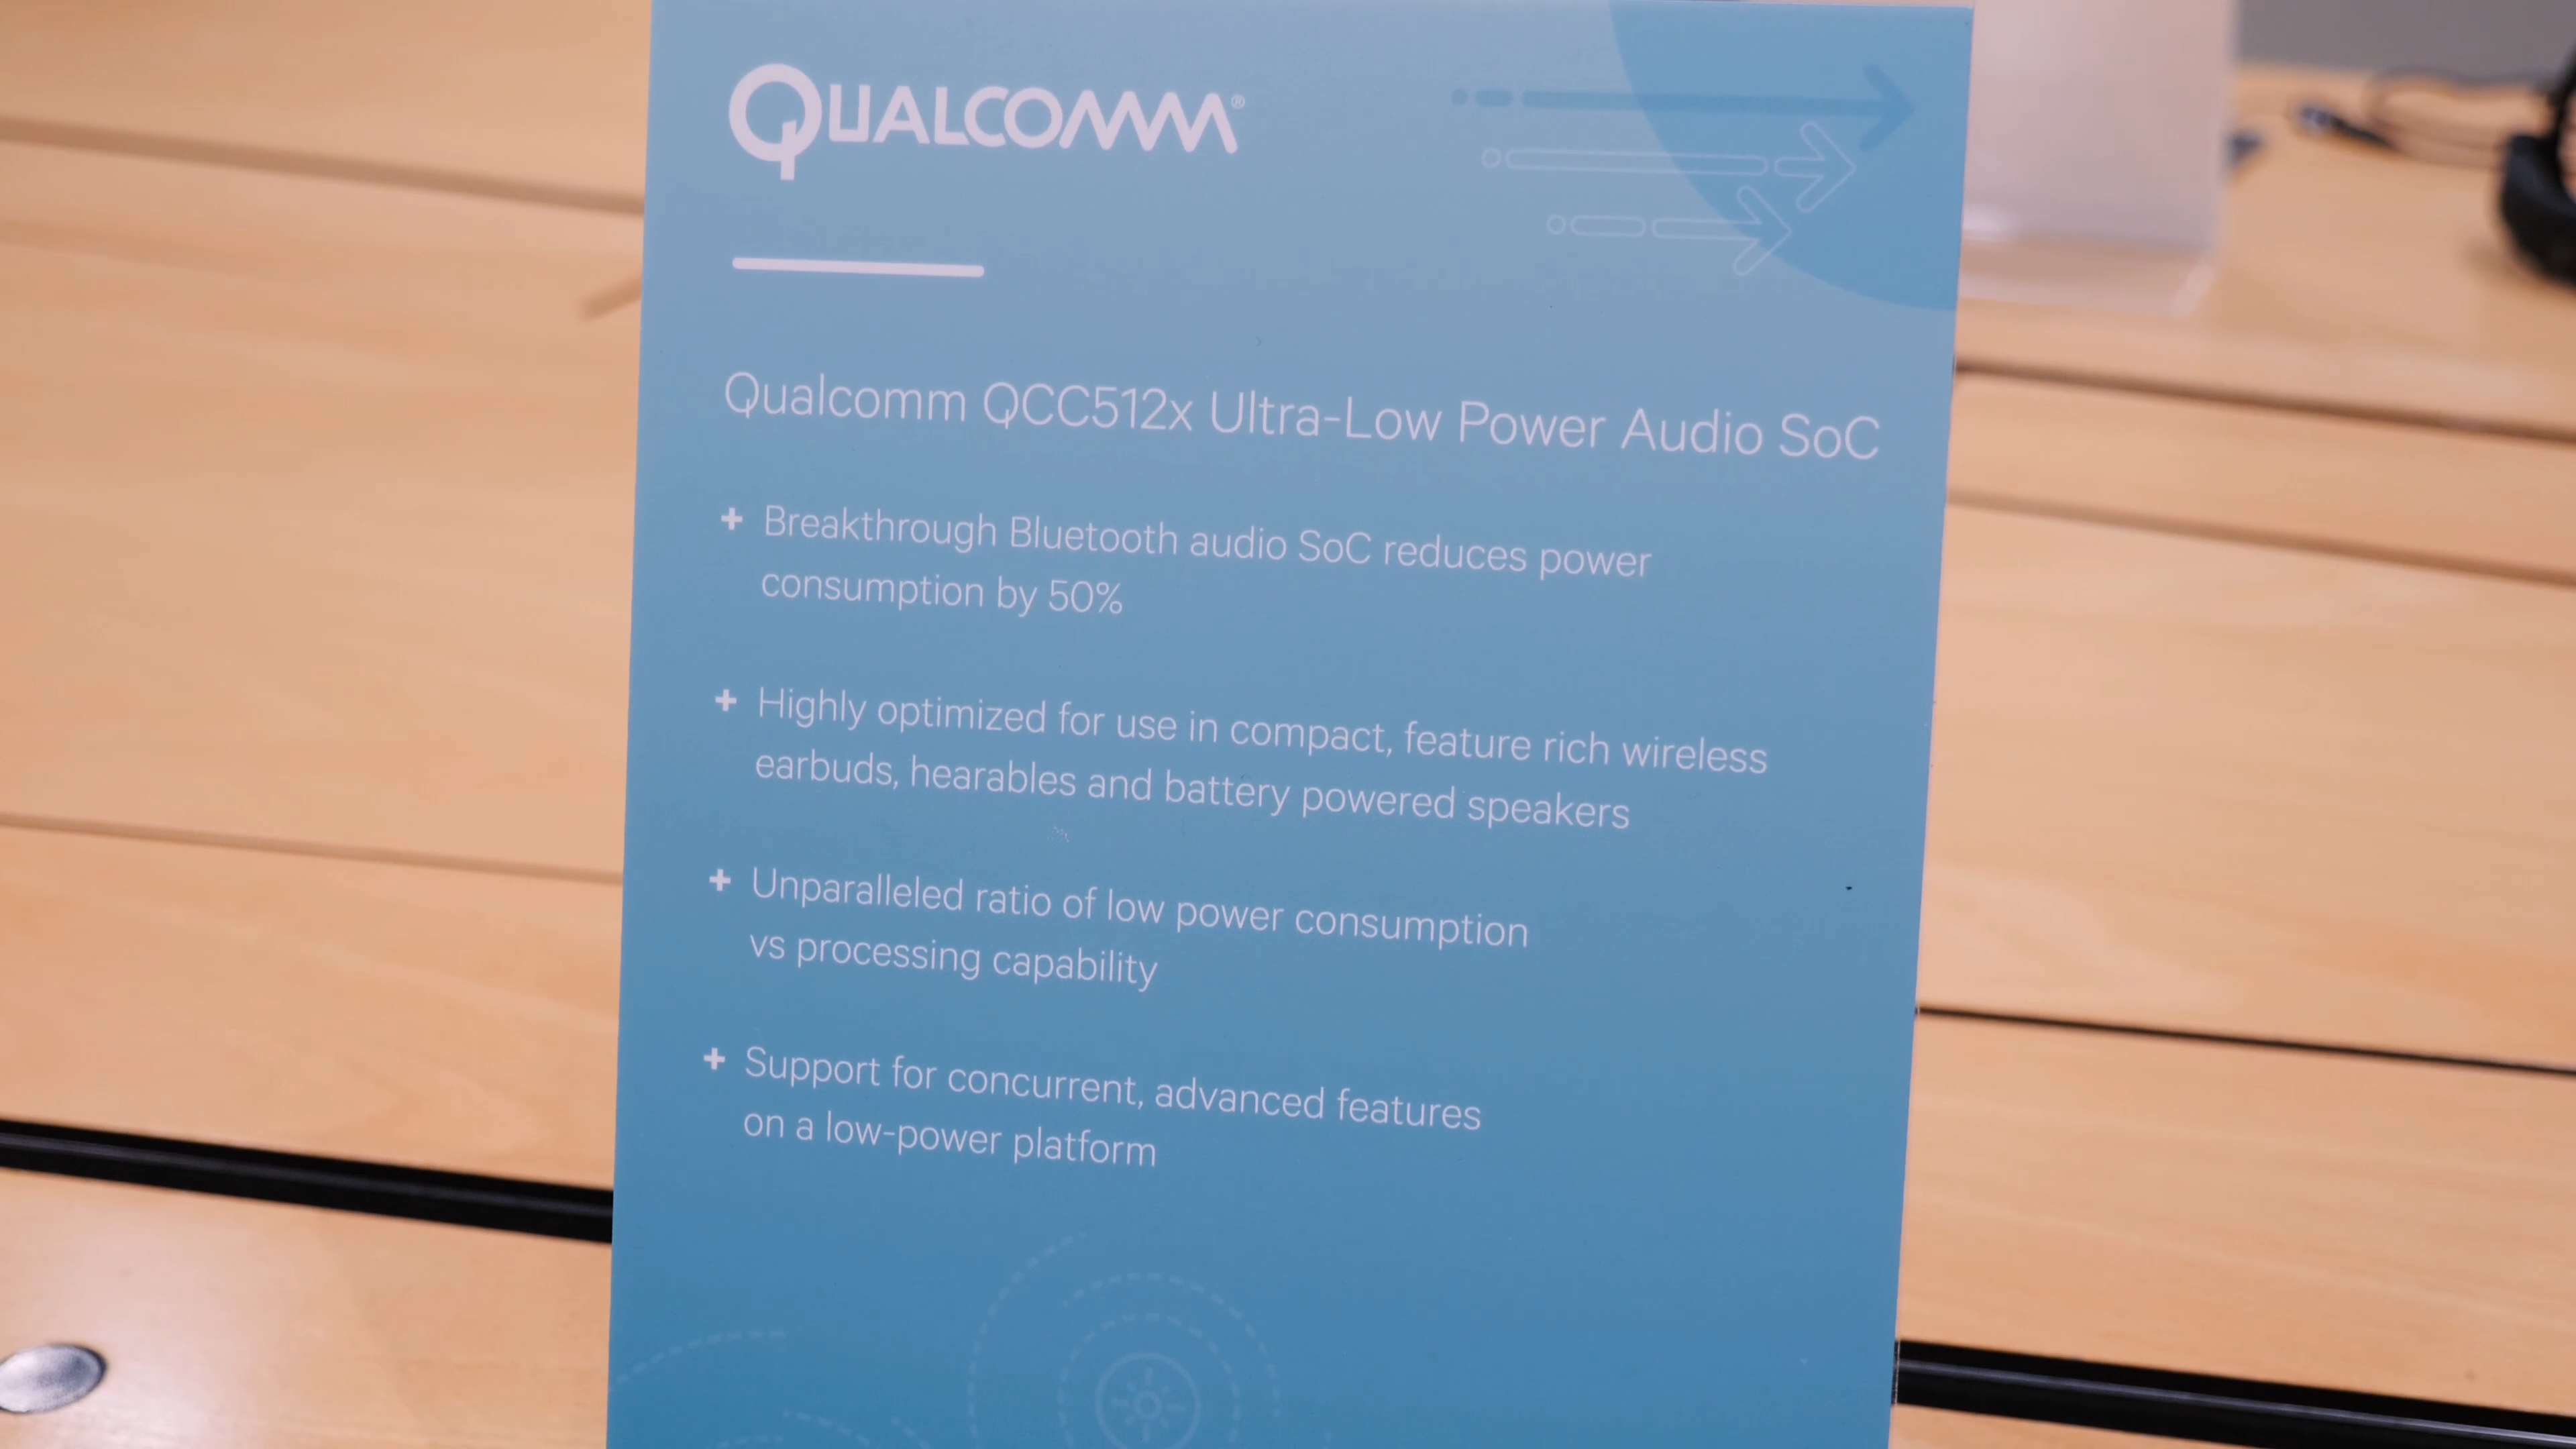 QUALCOMM®
Qualcomm QCC512x Ultra-Low Power Audio SoC
+ Breakthrough Bluetooth audio SoC reduces power
consumption by 50%
+ Highly optimized for use in compact, feature rich wireless
earbuds, hearables and battery powered speakers
+ Unparalleled ratio of low power consumption
vs processing capability
+ Support for concurrent, advanced features
on a low-power platform